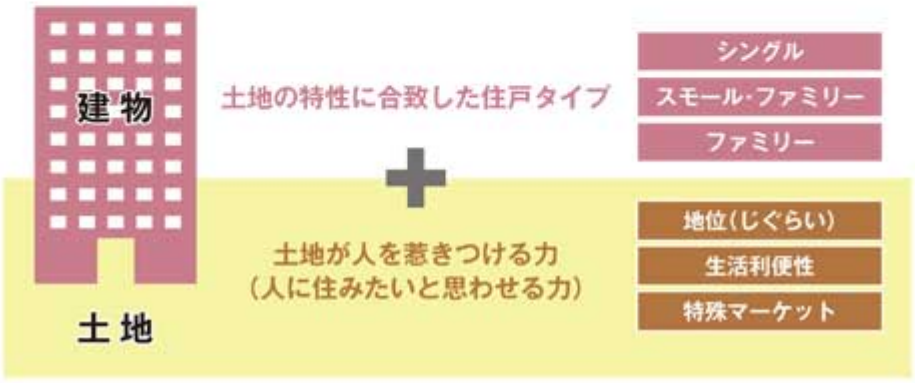 建物
土地の特性に合致した住戸タイプ
シングル
スモール・ファミリー
ファミリー
土地が人を惹きつける力
(人に住みたいと思わせる力)
地位(じぐらい)
生活利便性
特殊マーケット
土地